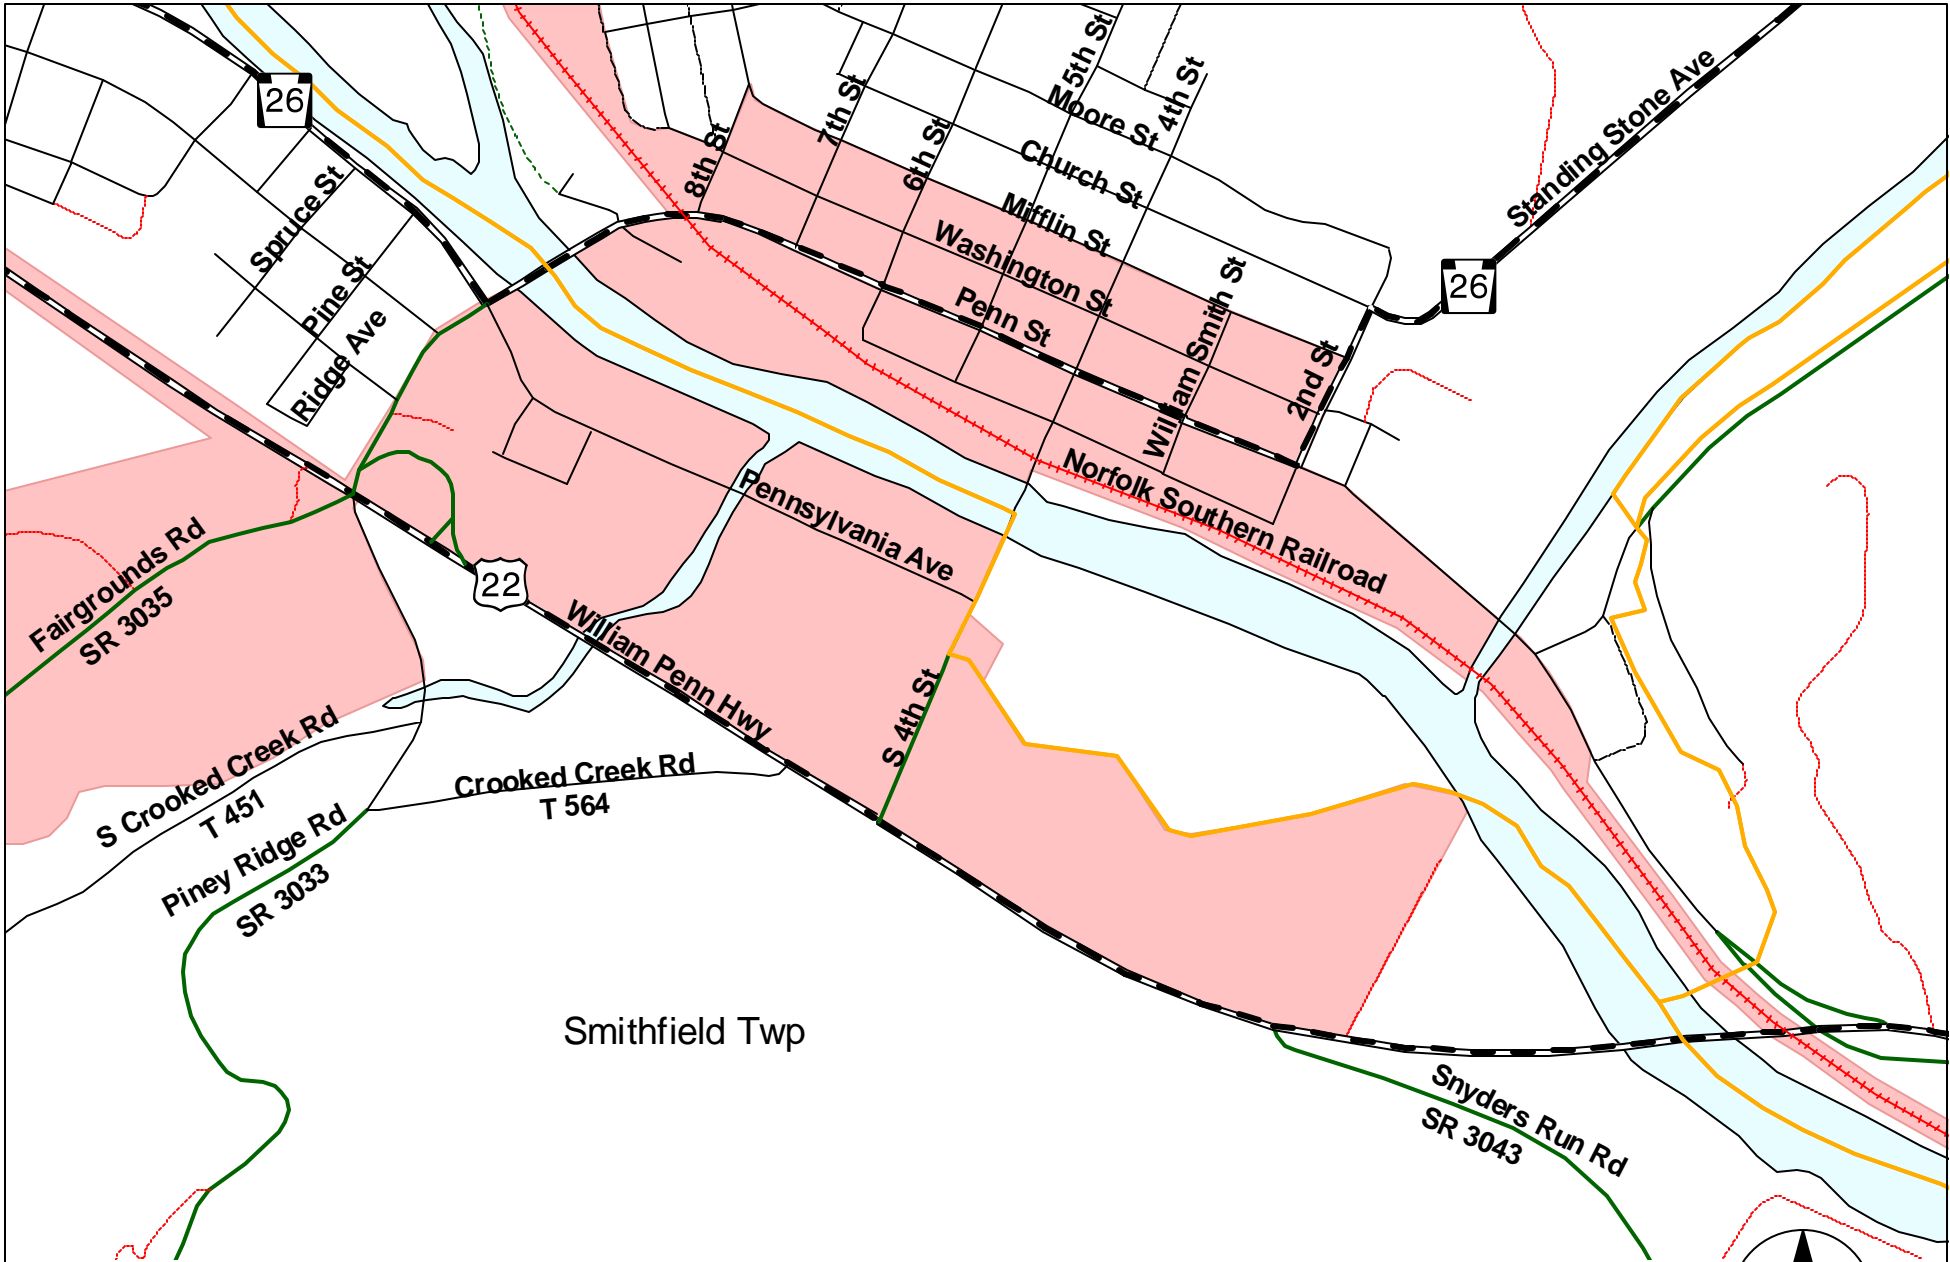 26
5th St
4th St
Moore St
7th St
Standing Stone Ave
8th St
6th St
Church St
Spruce St
Mifflin St
Washington St
26
Pine St
Penn St
William Smith St
Ridge Ave
2nd St
Norfolk Southern Railroad
Pennsylvania Ave
Fairgrounds Rd
SR 3035
22
William Penn Hwy
S 4th St
S Crooked Creek Rd
T 451
Crooked Creek Rd
T 564
Piney Ridge Rd
SR 3033
Smithfield Twp
Snyders Run Rd
SR 3043